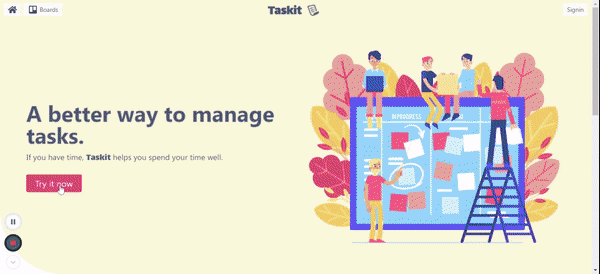 Boards
Taskit
Signin
A better way to manage
tasks.
If you have time, Taskit helps you spend your time well.
Try it now
INPROGRESS